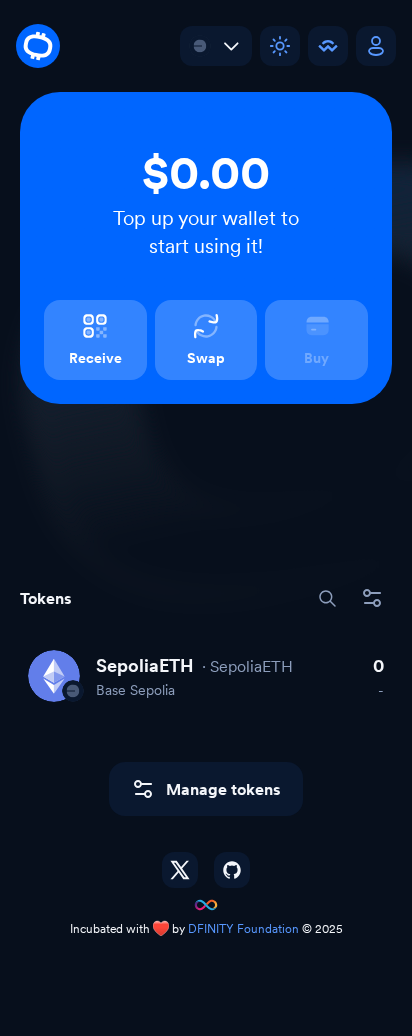 $0.00
Top up your wallet to
start using it!
Receive Swap Buy
Tokens
SepoliaETH · SepoliaETH 0
Base Sepolia -
Manage tokens
Incubated with ❤️ by DFINITY Foundation © 2025